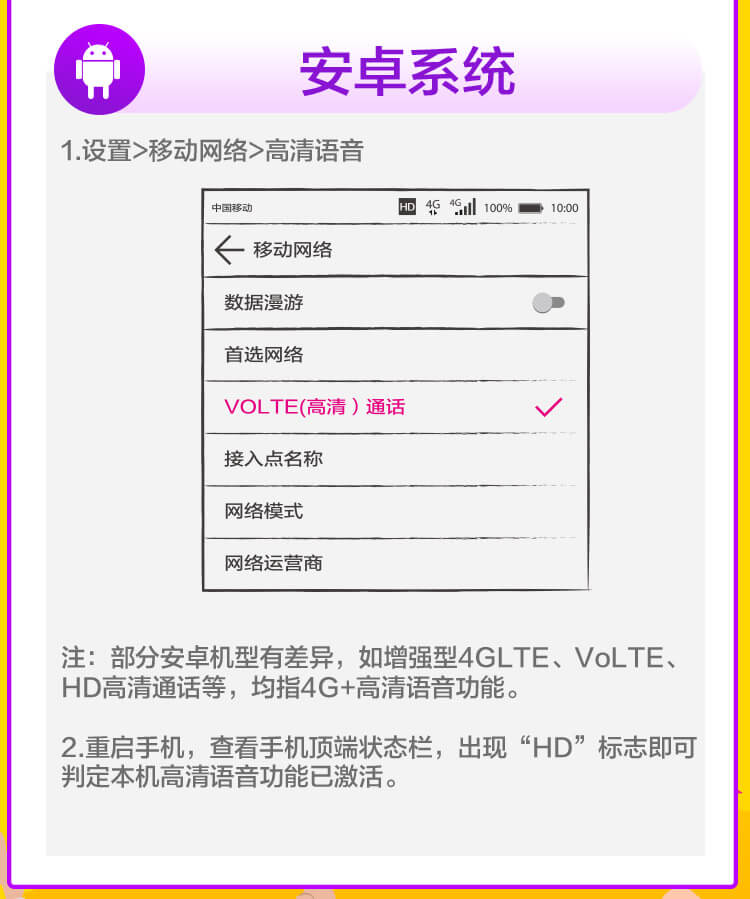 安卓系统
1.设置>移动网络>高清语音
中国移动 HD 4G 4G 100% 10:00
移动网络
数据漫游
首选网络
VOLTE(高清）通话
接入点名称
网络模式
网络运营商
注：部分安卓机型有差异，如增强型4GLTE、VoLTE、
HD高清通话等，均指4G+高清语音功能。
2.重启手机，查看手机顶端状态栏，出现“HD”标志即可
判定本机高清语音功能已激活。